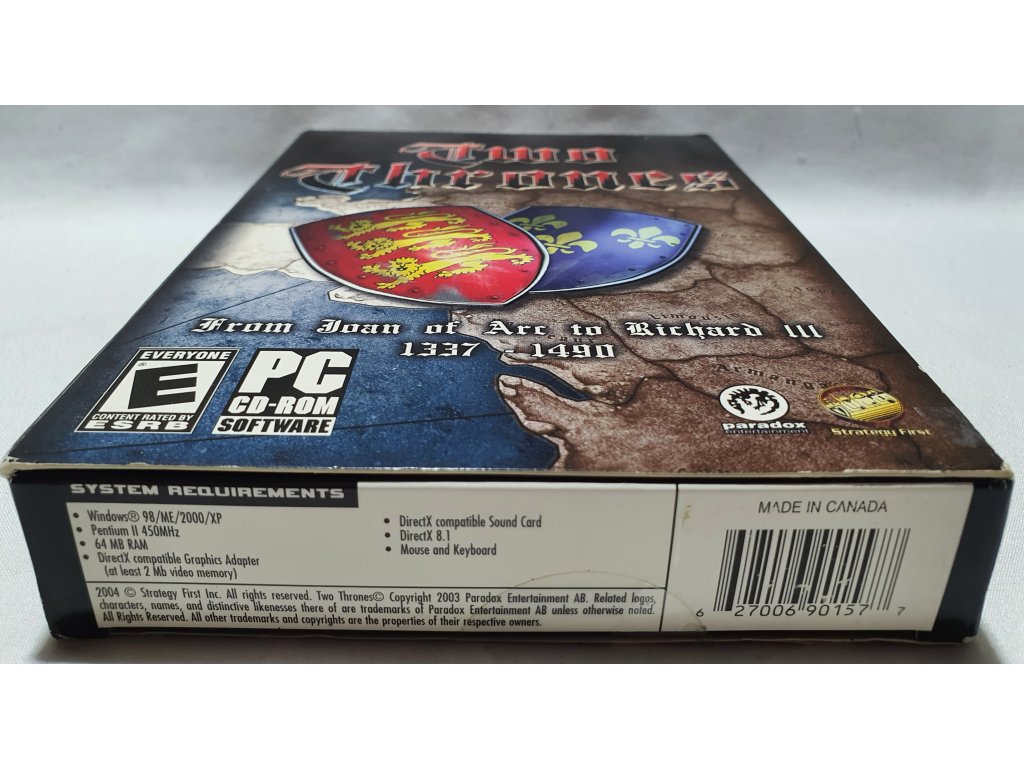 Two
Thrones
From Joan of Arc to Richard III
1337 - 1490
EVERYONE
E
CONTENT RATED BY
ESRB
PC
CD-ROM
SOFTWARE
paradox
entertainment
Strategy First
SYSTEM REQUIREMENTS
• Windows® 98/ME/2000/XP
• Pentium II 450MHz
• 64 MB RAM
• DirectX compatible Graphics Adapter
(at least 2 Mb video memory)
• DirectX compatible Sound Card
• DirectX 8.1
• Mouse and Keyboard
2004 © Strategy First Inc. All rights reserved. Two Thrones© Copyright 2003 Paradox Entertainment AB. Related logos,
characters, names, and distinctive likenesses there of are trademarks of Paradox Entertainment AB unless otherwise noted.
All Rights Reserved. All other trademarks and copyrights are the properties of their respective owners.
MADE IN CANADA
6 27006 90157 7